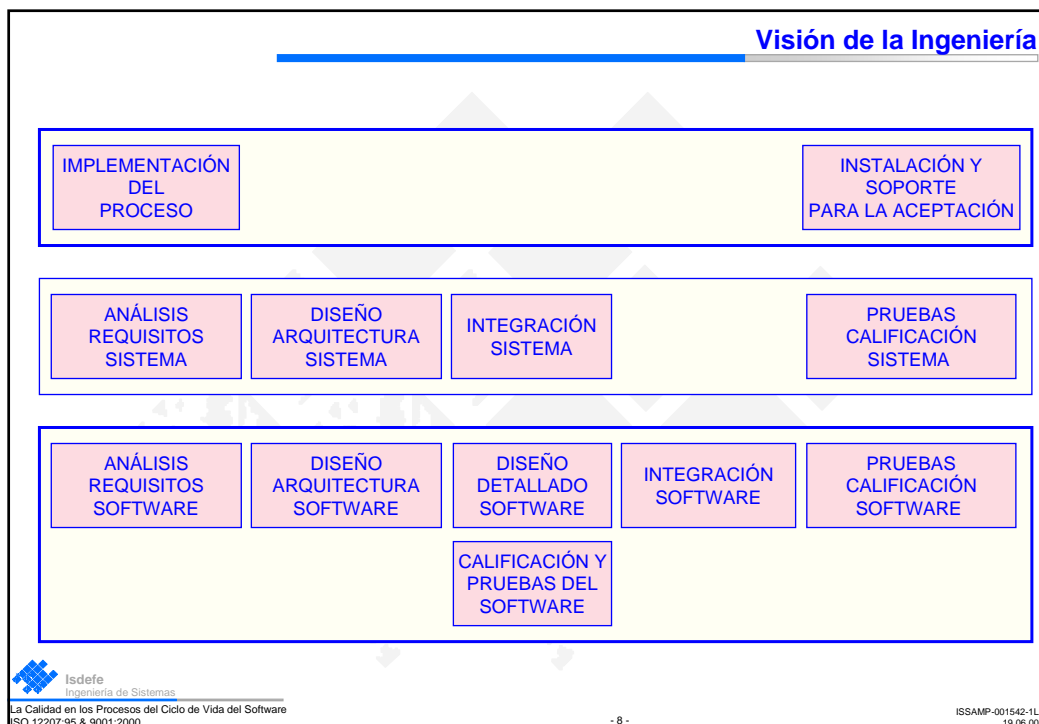 Visión de la Ingeniería
IMPLEMENTACIÓN
DEL
PROCESO
INSTALACIÓN Y
SOPORTE
PARA LA ACEPTACIÓN
ANÁLISIS
REQUISITOS
SISTEMA
DISEÑO
ARQUITECTURA
SISTEMA
INTEGRACIÓN
SISTEMA
PRUEBAS
CALIFICACIÓN
SISTEMA
ANÁLISIS
REQUISITOS
SOFTWARE
DISEÑO
ARQUITECTURA
SOFTWARE
DISEÑO
DETALLADO
SOFTWARE
INTEGRACIÓN
SOFTWARE
PRUEBAS
CALIFICACIÓN
SOFTWARE
CALIFICACIÓN Y
PRUEBAS DEL
SOFTWARE
Isdefe
Ingeniería de Sistemas
La Calidad en los Procesos del Ciclo de Vida del Software
ISO 12207:95 & 9001:2000
- 8 -
ISSAMP-001542-1L
19.06.00